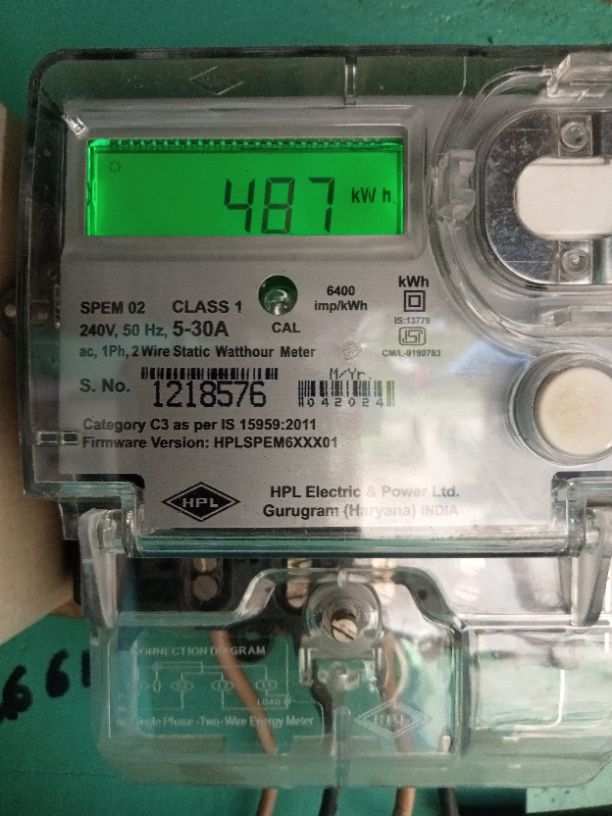 487 kWh
SPEM 02 CLASS 1
240V, 50 Hz, 5-30A
CAL
6400
imp/kWh
kWh
IS:13779
ISI
CM/L-9190783
ac, 1Ph, 2 Wire Static Watthour Meter
M/Yr.
S. No. 1218576
042024
Category C3 as per IS 15959:2011
Firmware Version: HPLSPEM6XXX01
HPL
HPL Electric & Power Ltd.
Gurugram (Haryana) INDIA
CONNECTION DIAGRAM
LOAD
Single Phase -Two-Wire Energy Meter
HPL